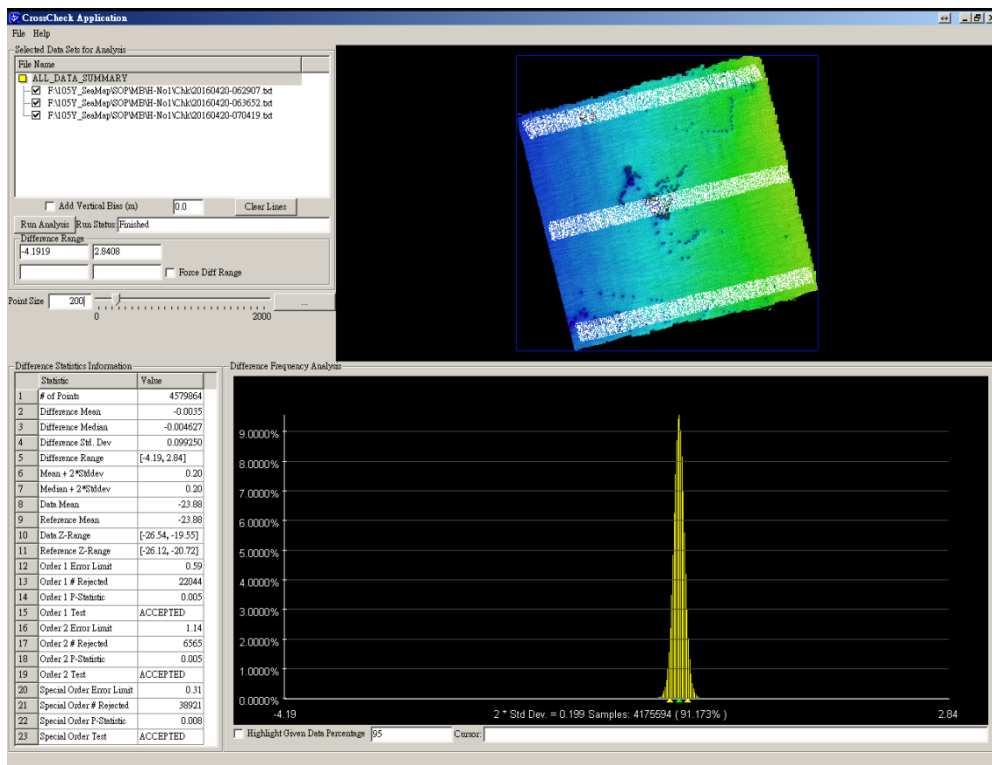 CrossCheck Application
File Help
Selected Data Sets for Analysis
File Name
ALL_DATA_SUMMARY
F:\105Y_SeaMap\SOP\MB\H-No1\Chk\20160420-062907.txt
F:\105Y_SeaMap\SOP\MB\H-No1\Chk\20160420-063652.txt
F:\105Y_SeaMap\SOP\MB\H-No1\Chk\20160420-070419.txt
Add Vertical Bias (m) 0.0 Clear Lines
Run Analysis Run Status: Finished
Difference Range
-4.1919 2.8408
Force Diff Range
Point Size 200 ...
0 2000
Difference Statistics Information
Statistic Value
1 # of Points 4579864
2 Difference Mean -0.0035
3 Difference Median -0.004627
4 Difference Std. Dev 0.099250
5 Difference Range [-4.19, 2.84]
6 Mean + 2*Stddev 0.20
7 Median + 2*Stddev 0.20
8 Data Mean -23.88
9 Reference Mean -23.88
10 Data Z-Range [-26.54, -19.55]
11 Reference Z-Range [-26.12, -20.72]
12 Order 1 Error Limit 0.59
13 Order 1 # Rejected 22044
14 Order 1 P-Statistic 0.005
15 Order 1 Test ACCEPTED
16 Order 2 Error Limit 1.14
17 Order 2 # Rejected 6565
18 Order 2 P-Statistic 0.005
19 Order 2 Test ACCEPTED
20 Special Order Error Limit 0.31
21 Special Order # Rejected 38921
22 Special Order P-Statistic 0.008
23 Special Order Test ACCEPTED
Difference Frequency Analysis
9.0000%
8.0000%
7.0000%
6.0000%
5.0000%
4.0000%
3.0000%
2.0000%
1.0000%
0.0000%
-4.19 2 * Std Dev. = 0.199 Samples: 4175594 ( 91.173% ) 2.84
Highlight Given Data Percentage 95 Cursor: